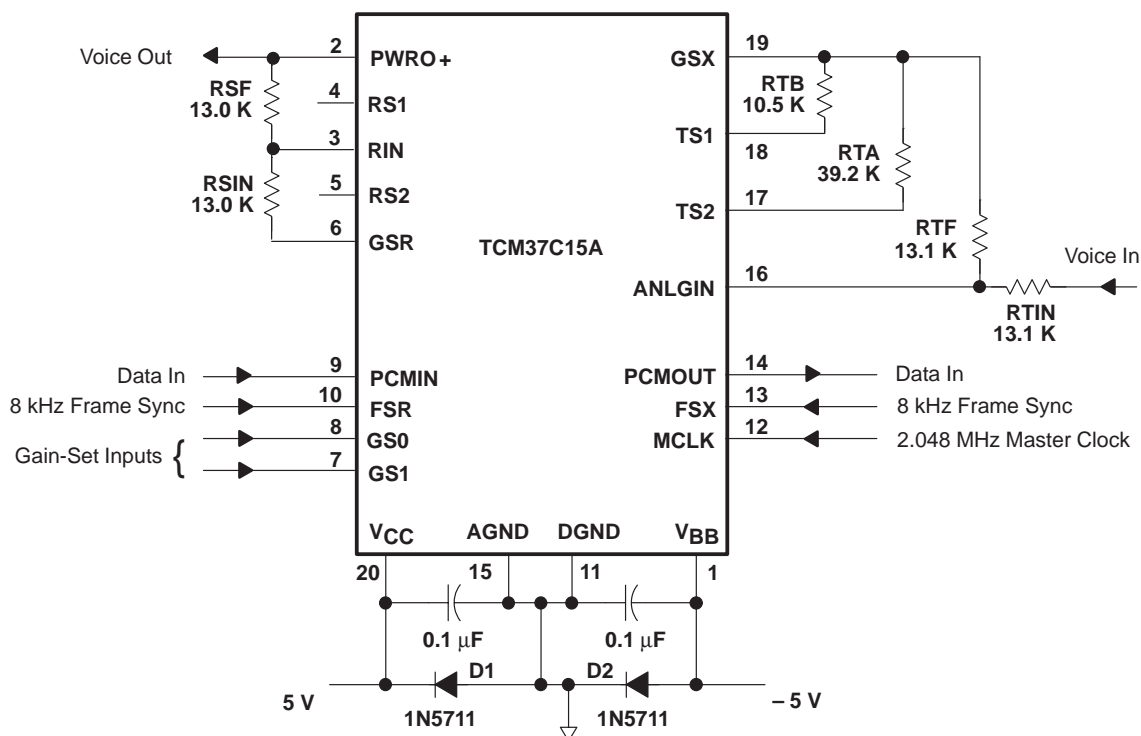 Voice Out
2
PWRO+
RSF
13.0 K
4
RS1
3
RIN
RSIN
13.0 K
5
RS2
6
GSR
TCM37C15A
19
GSX
RTB
10.5 K
TS1
18
RTA
39.2 K
17
TS2
RTF
13.1 K
Voice In
16
ANLGIN
RTIN
13.1 K
Data In
9
PCMIN
14
PCMOUT
Data In
8 kHz Frame Sync
10
FSR
13
FSX
8 kHz Frame Sync
8
GS0
12
MCLK
2.048 MHz Master Clock
Gain-Set Inputs {
7
GS1
VCC
AGND
DGND
VBB
20
15
11
1
0.1 μF
0.1 μF
D1
D2
5 V
– 5 V
1N5711
1N5711